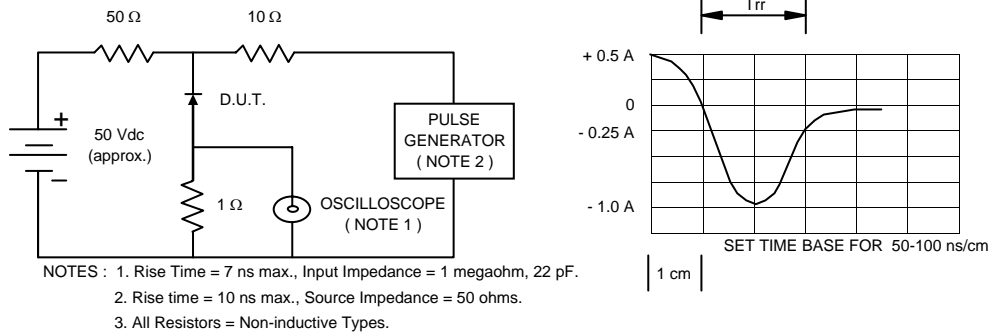 50 Ω
10 Ω
D.U.T.
+
50 Vdc
(approx.)
−
1 Ω
PULSE
GENERATOR
( NOTE 2 )
OSCILLOSCOPE
( NOTE 1 )
Trr
+ 0.5 A
0
- 0.25 A
- 1.0 A
SET TIME BASE FOR 50-100 ns/cm
1 cm
NOTES : 1. Rise Time = 7 ns max., Input Impedance = 1 megaohm, 22 pF.
2. Rise time = 10 ns max., Source Impedance = 50 ohms.
3. All Resistors = Non-inductive Types.